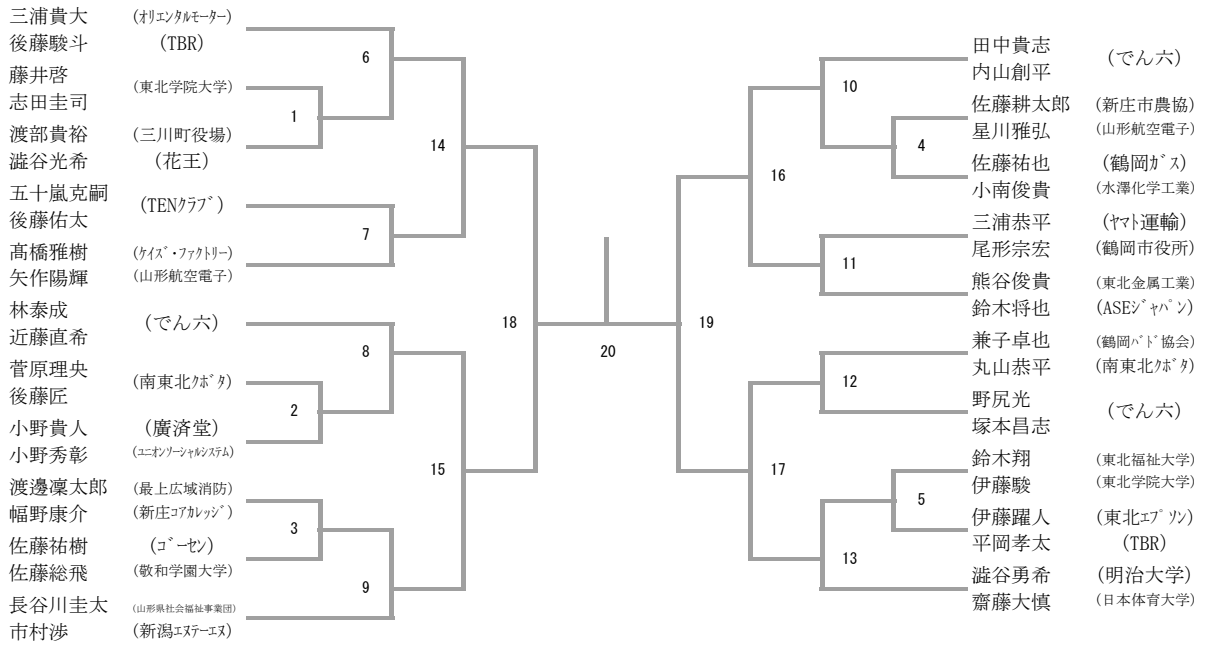 三浦貴大 (オリエンタルモーター)
後藤駿斗 (TBR)
藤井啓
志田圭司
(東北学院大学)
渡部貴裕 (三川町役場)
澁谷光希 (花王)
五十嵐克嗣
後藤佑太
(TENクラブ)
髙橋雅樹 (ケイズ・ファクトリー)
矢作陽輝 (山形航空電子)
林泰成
近藤直希
(でん六)
菅原理央
後藤匠
(南東北クボタ)
小野貴人 (廣済堂)
小野秀彰 (ユニオンソーシャルシステム)
渡邊凜太郎 (最上広域消防)
幅野康介 (新庄コアカレッジ)
佐藤祐樹 (ゴーセン)
佐藤総飛 (敬和学園大学)
長谷川圭太 (山形県社会福祉事業団)
市村渉 (新潟エヌテーエヌ)
6
1
14
7
18
8
2
15
3
9
20
19
16
10
4
11
12
17
5
13
田中貴志
内山創平
(でん六)
佐藤耕太郎 (新庄市農協)
星川雅弘 (山形航空電子)
佐藤祐也 (鶴岡ガス)
小南俊貴 (水澤化学工業)
三浦恭平 (ヤマト運輸)
尾形宗宏 (鶴岡市役所)
熊谷俊貴 (東北金属工業)
鈴木将也 (ASEジャパン)
兼子卓也 (鶴岡バド協会)
丸山恭平 (南東北クボタ)
野尻光
塚本昌志
(でん六)
鈴木翔 (東北福祉大学)
伊藤駿 (東北学院大学)
伊藤躍人 (東北エプソン)
平岡孝太 (TBR)
澁谷勇希 (明治大学)
齋藤大慎 (日本体育大学)